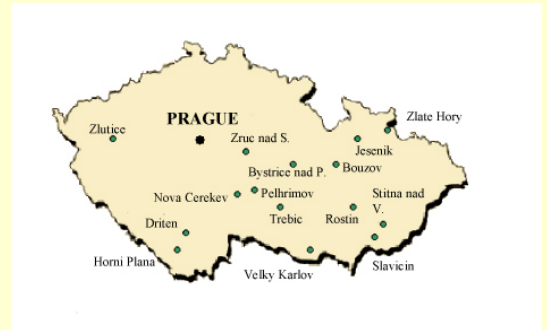 Zlate Hory
PRAGUE
Zlutice
Zruc nad S.
Jesenik
Bystrice nad P.
Bouzov
Pelhrimov
Stitna nad
V.
Nova Cerekev
Trebic
Rostin
Driten
Horni Plana
Slavicin
Velky Karlov